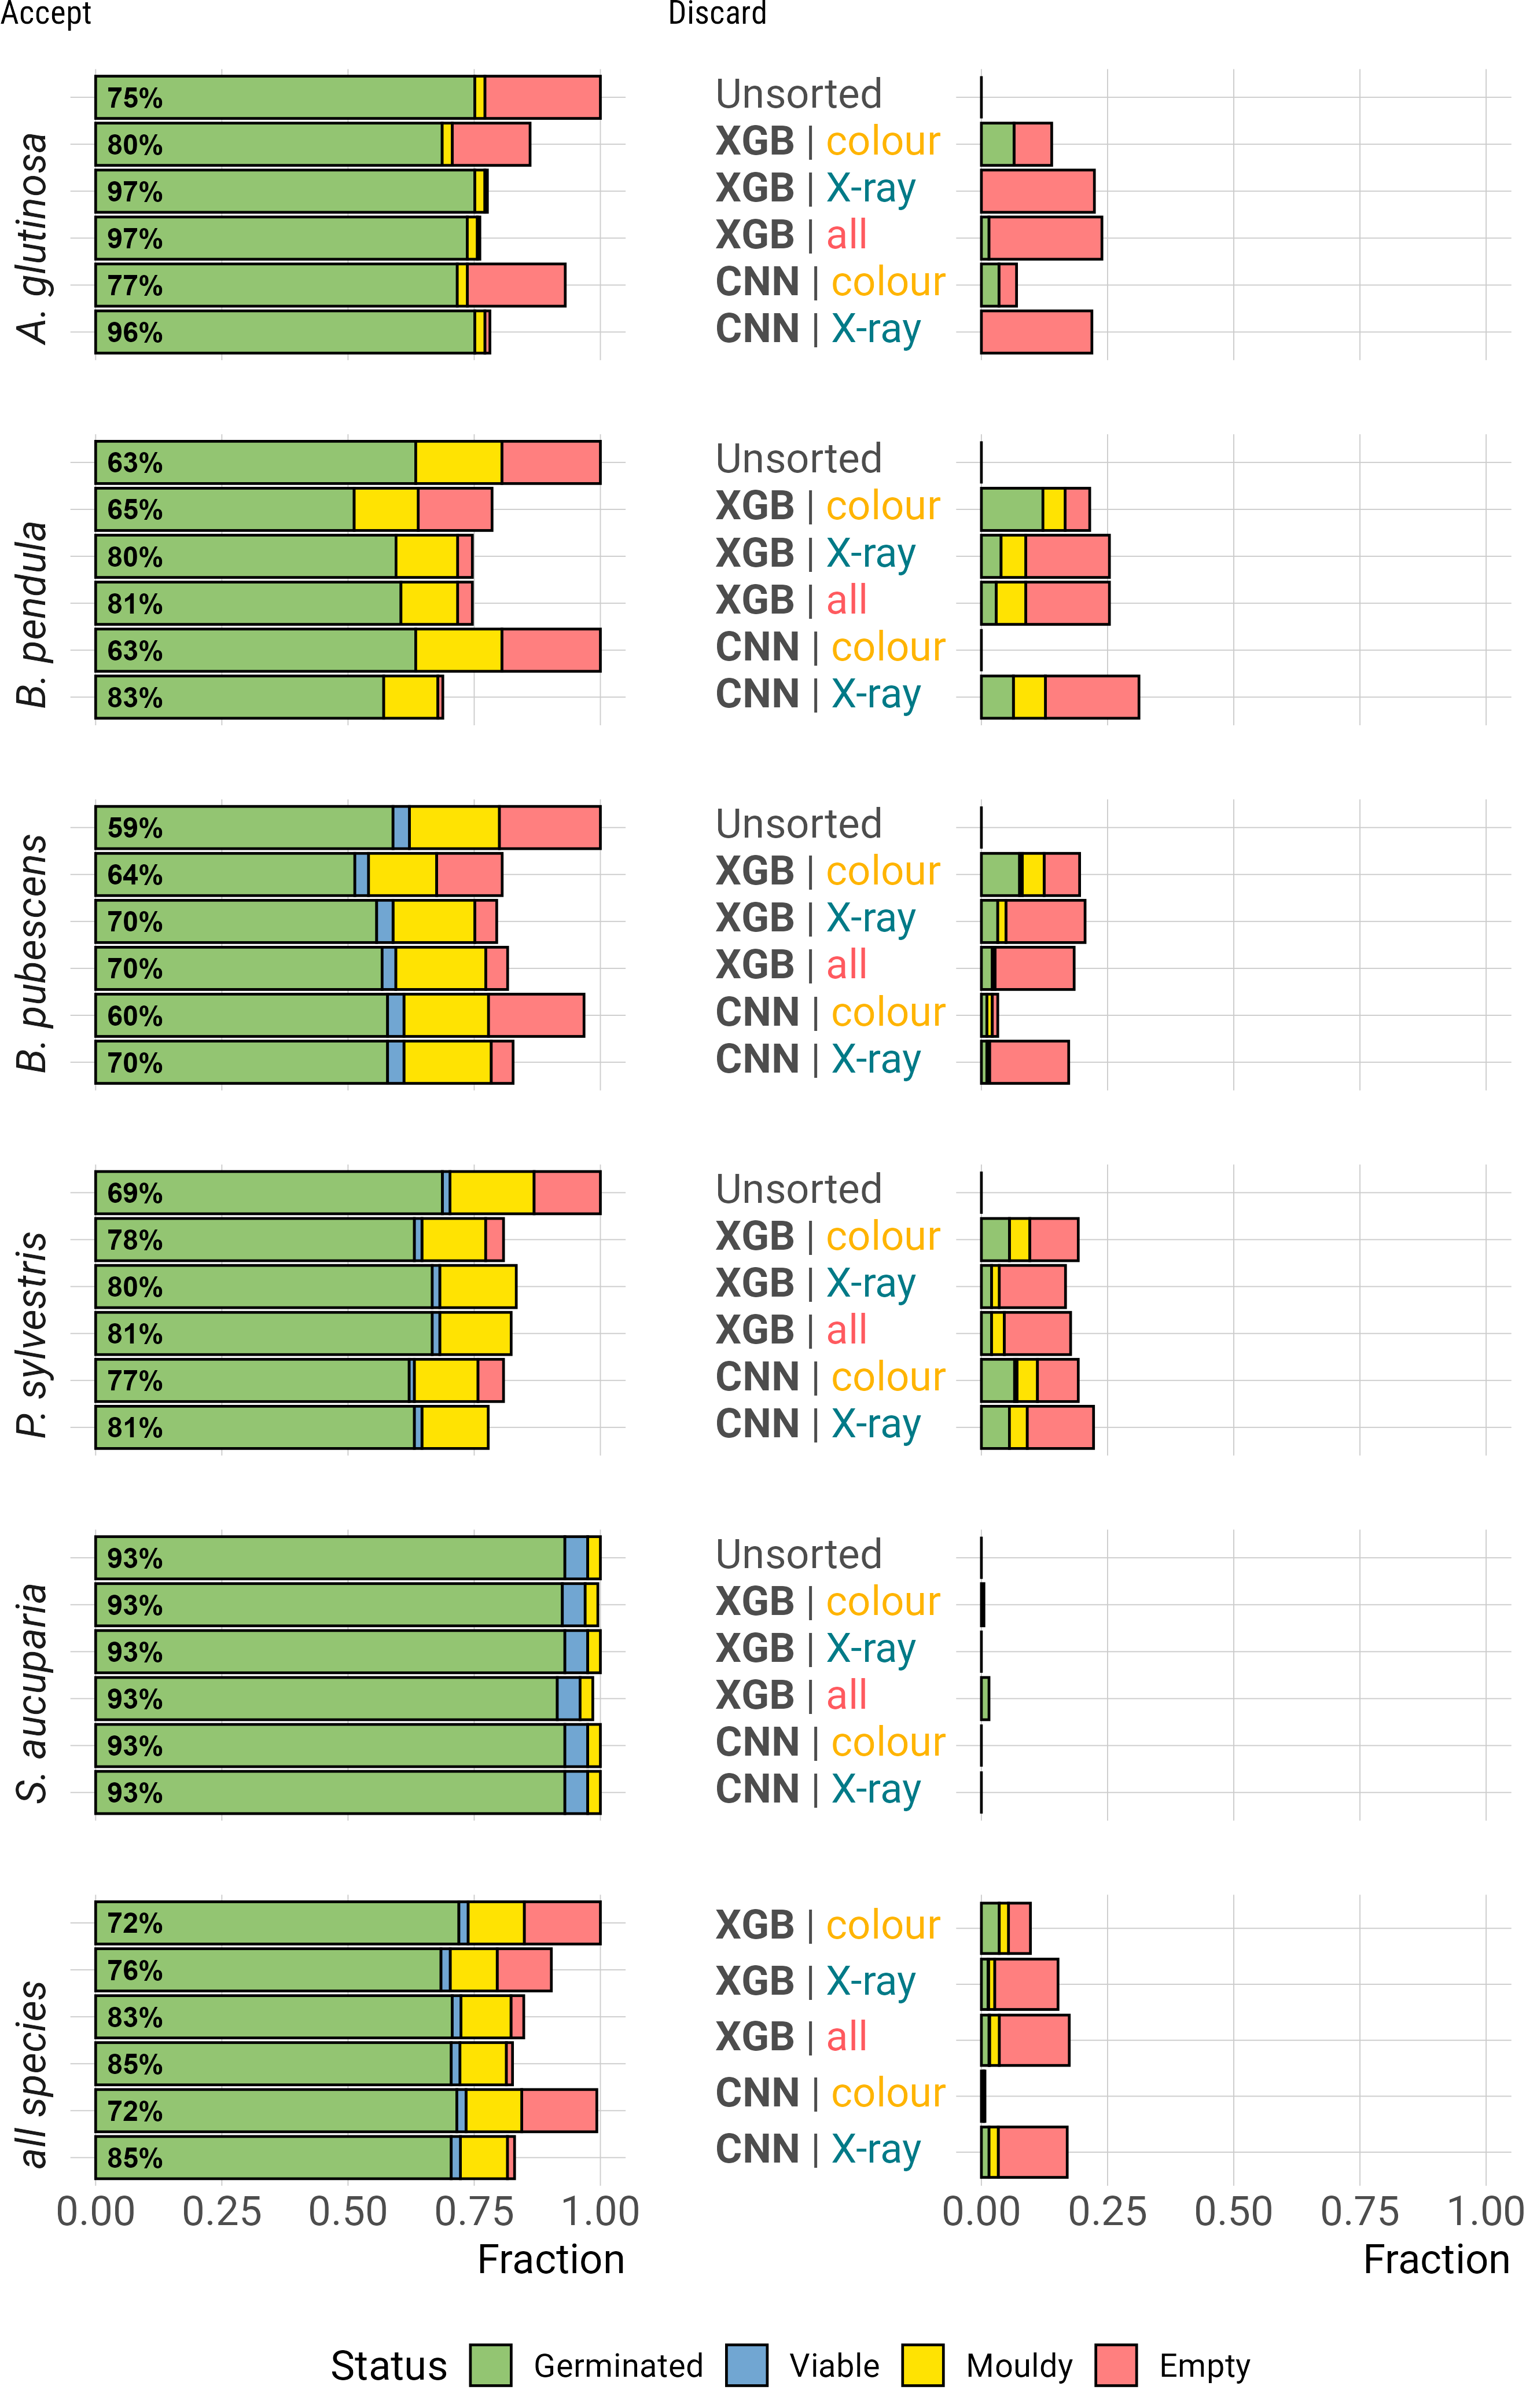 Accept
Discard
A. glutinosa
75%
Unsorted
80%
XGB | colour
97%
XGB | X-ray
97%
XGB | all
77%
CNN | colour
96%
CNN | X-ray
B. pendula
63%
Unsorted
65%
XGB | colour
80%
XGB | X-ray
81%
XGB | all
63%
CNN | colour
83%
CNN | X-ray
B. pubescens
59%
Unsorted
64%
XGB | colour
70%
XGB | X-ray
70%
XGB | all
60%
CNN | colour
70%
CNN | X-ray
P. sylvestris
69%
Unsorted
78%
XGB | colour
80%
XGB | X-ray
81%
XGB | all
77%
CNN | colour
81%
CNN | X-ray
S. aucuparia
93%
Unsorted
93%
XGB | colour
93%
XGB | X-ray
93%
XGB | all
93%
CNN | colour
93%
CNN | X-ray
all species
72%
XGB | colour
76%
XGB | X-ray
83%
XGB | all
85%
CNN | colour
72%
CNN | X-ray
85%
0.00 0.25 0.50 0.75 1.00
0.00 0.25 0.50 0.75 1.00
Fraction
Fraction
Status Germinated Viable Mouldy Empty